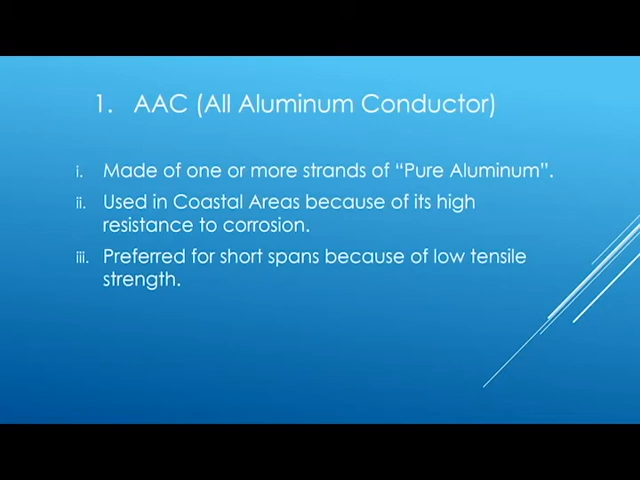 1. AAC (All Aluminum Conductor)
i. Made of one or more strands of “Pure Aluminum”.
ii. Used in Coastal Areas because of its high
resistance to corrosion.
iii. Preferred for short spans because of low tensile
strength.